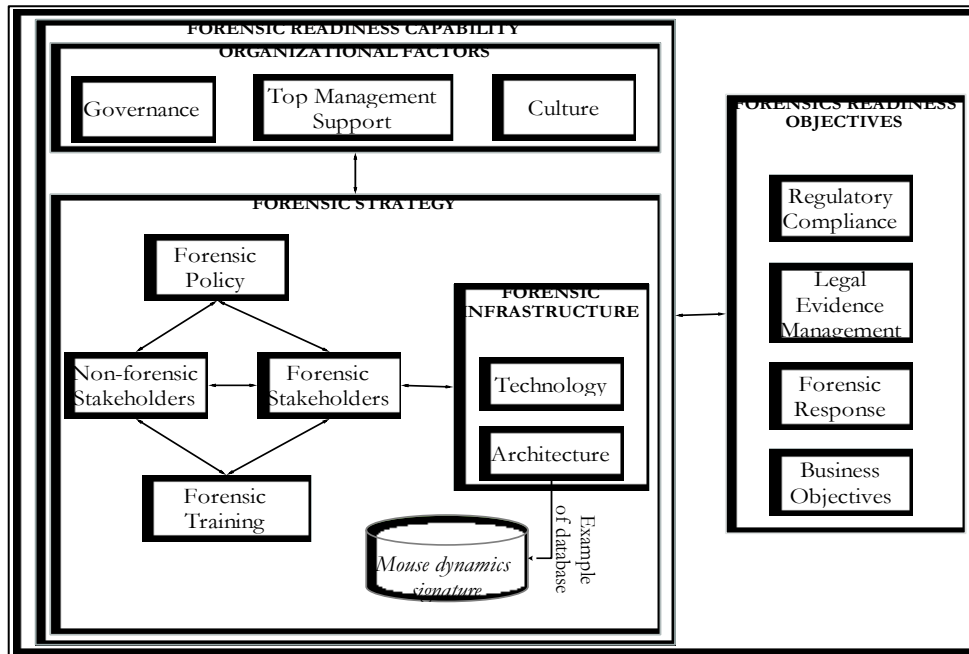 FORENSIC READINESS CAPABILITY
ORGANIZATIONAL FACTORS
Governance
Top Management
Support
Culture
FORENSIC STRATEGY
Forensic
Policy
Non-forensic
Stakeholders
Forensic
Stakeholders
Forensic
Training
FORENSIC
INFRASTRUCTURE
Technology
Architecture
Example
of database
Mouse dynamics
signature
FORENSICS READINESS
OBJECTIVES
Regulatory
Compliance
Legal
Evidence
Management
Forensic
Response
Business
Objectives